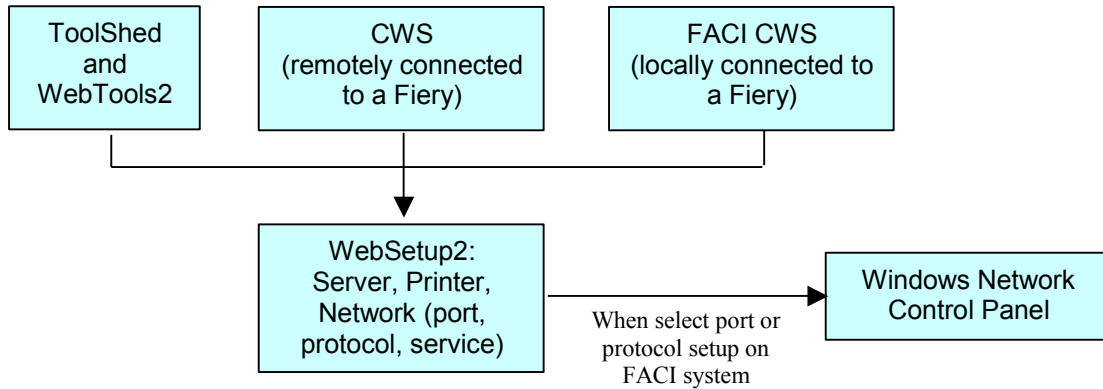 ToolShed
and
WebTools2
CWS
(remotely connected
to a Fiery)
FACI CWS
(locally connected to
a Fiery)
WebSetup2:
Server, Printer,
Network (port,
protocol, service)
When select port or
protocol setup on
FACI system
Windows Network
Control Panel